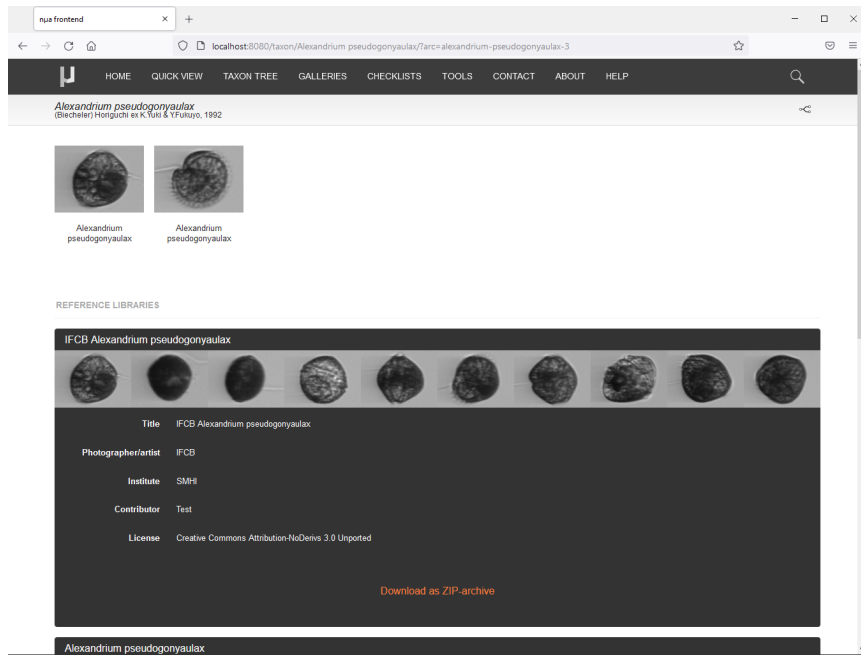 nμa frontend
localhost:8080/taxon/Alexandrium pseudogonyaulax/?arc=alexandrium-pseudogyaulax-3
μ HOME QUICK VIEW TAXON TREE GALLERIES CHECKLISTS TOOLS CONTACT ABOUT HELP
Alexandrium pseudogonyaulax
(Biecheler) Horiguchi ex K.Yuki & Y.Fukuyo, 1992
Alexandrium
pseudogonyaulax
Alexandrium
pseudogonyaulax
REFERENCE LIBRARIES
IFCB Alexandrium pseudogonyaulax
Title IFCB Alexandrium pseudogonyaulax
Photographer/artist IFCB
Institute SMHI
Contributor Test
License Creative Commons Attribution-NoDerivs 3.0 Unported
Download as ZIP-archive
Alexandrium pseudogonyaulax